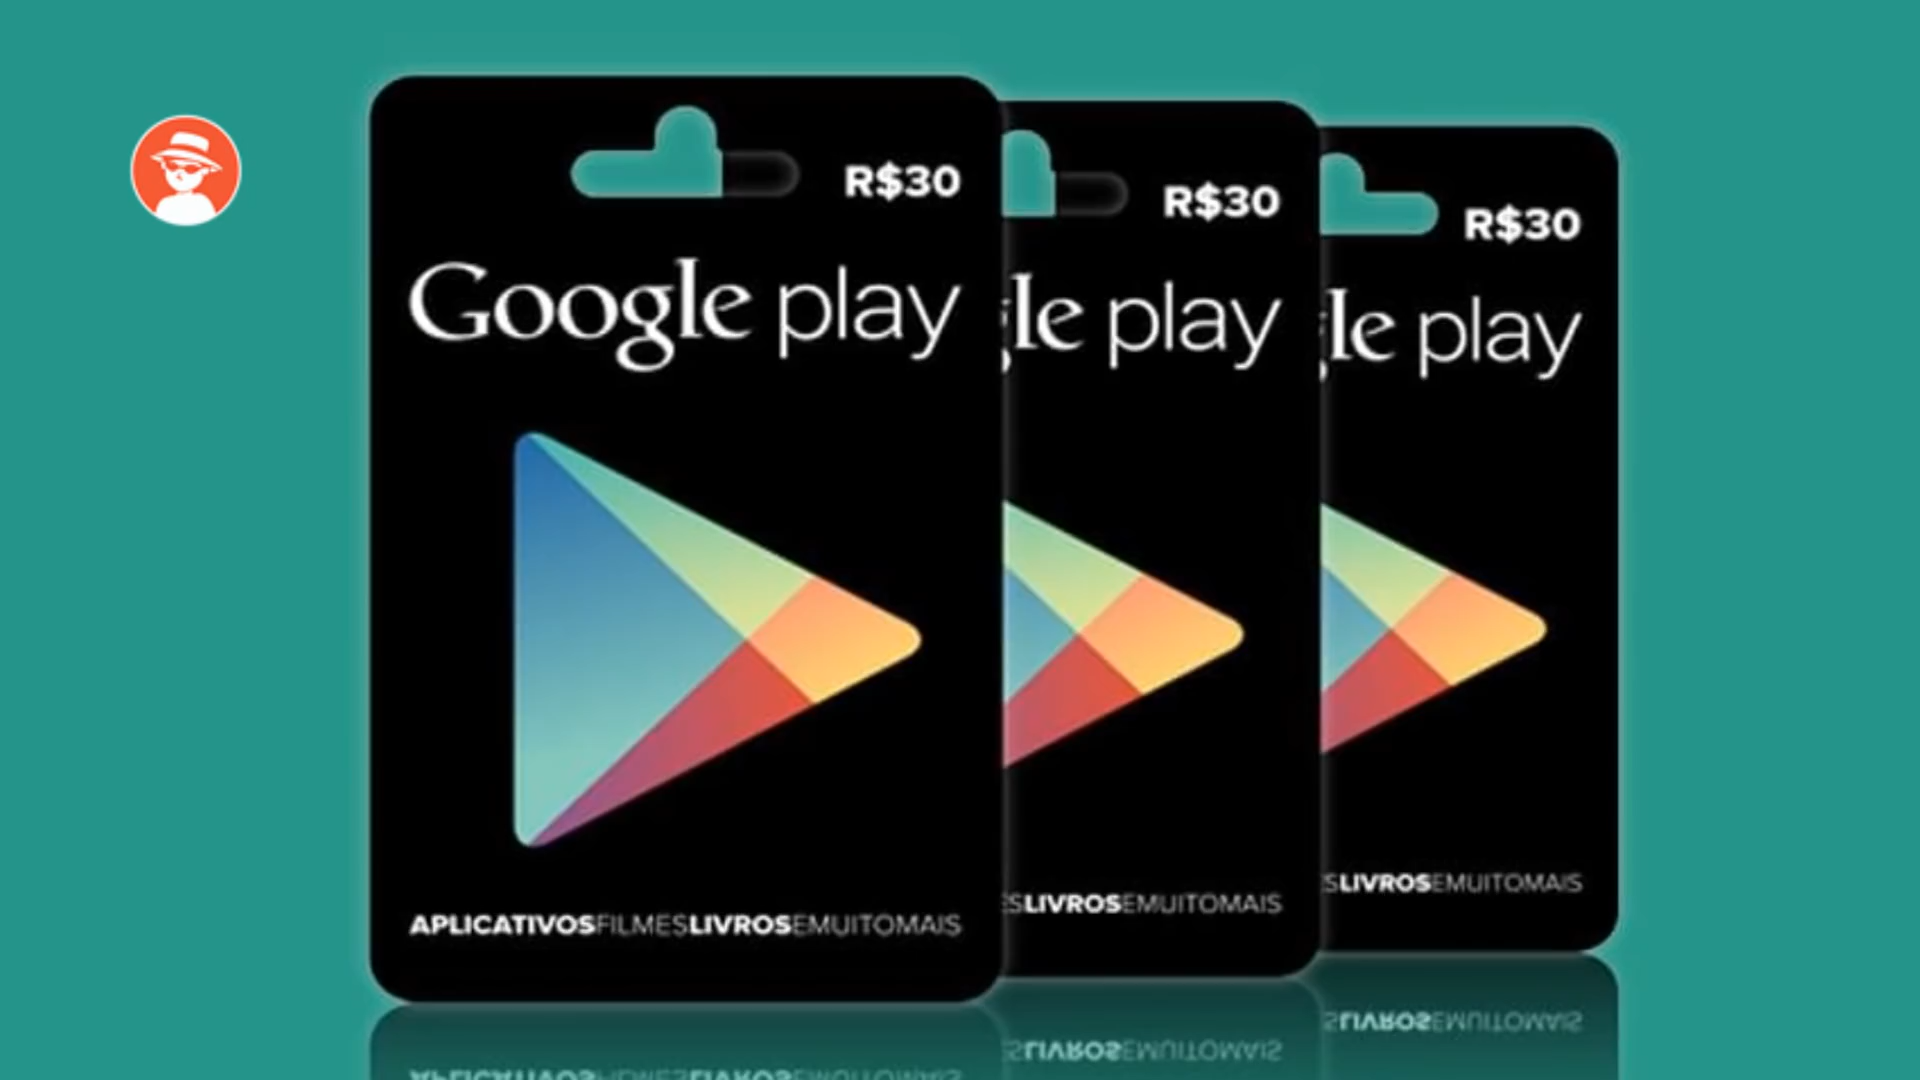 R$30
Google play
APLICATIVOSFILMESLIVROSEMUITOMAIS
R$30
le play
SLIVROSEMUITOMAIS
R$30
le play
SLIVROSEMUITOMAIS